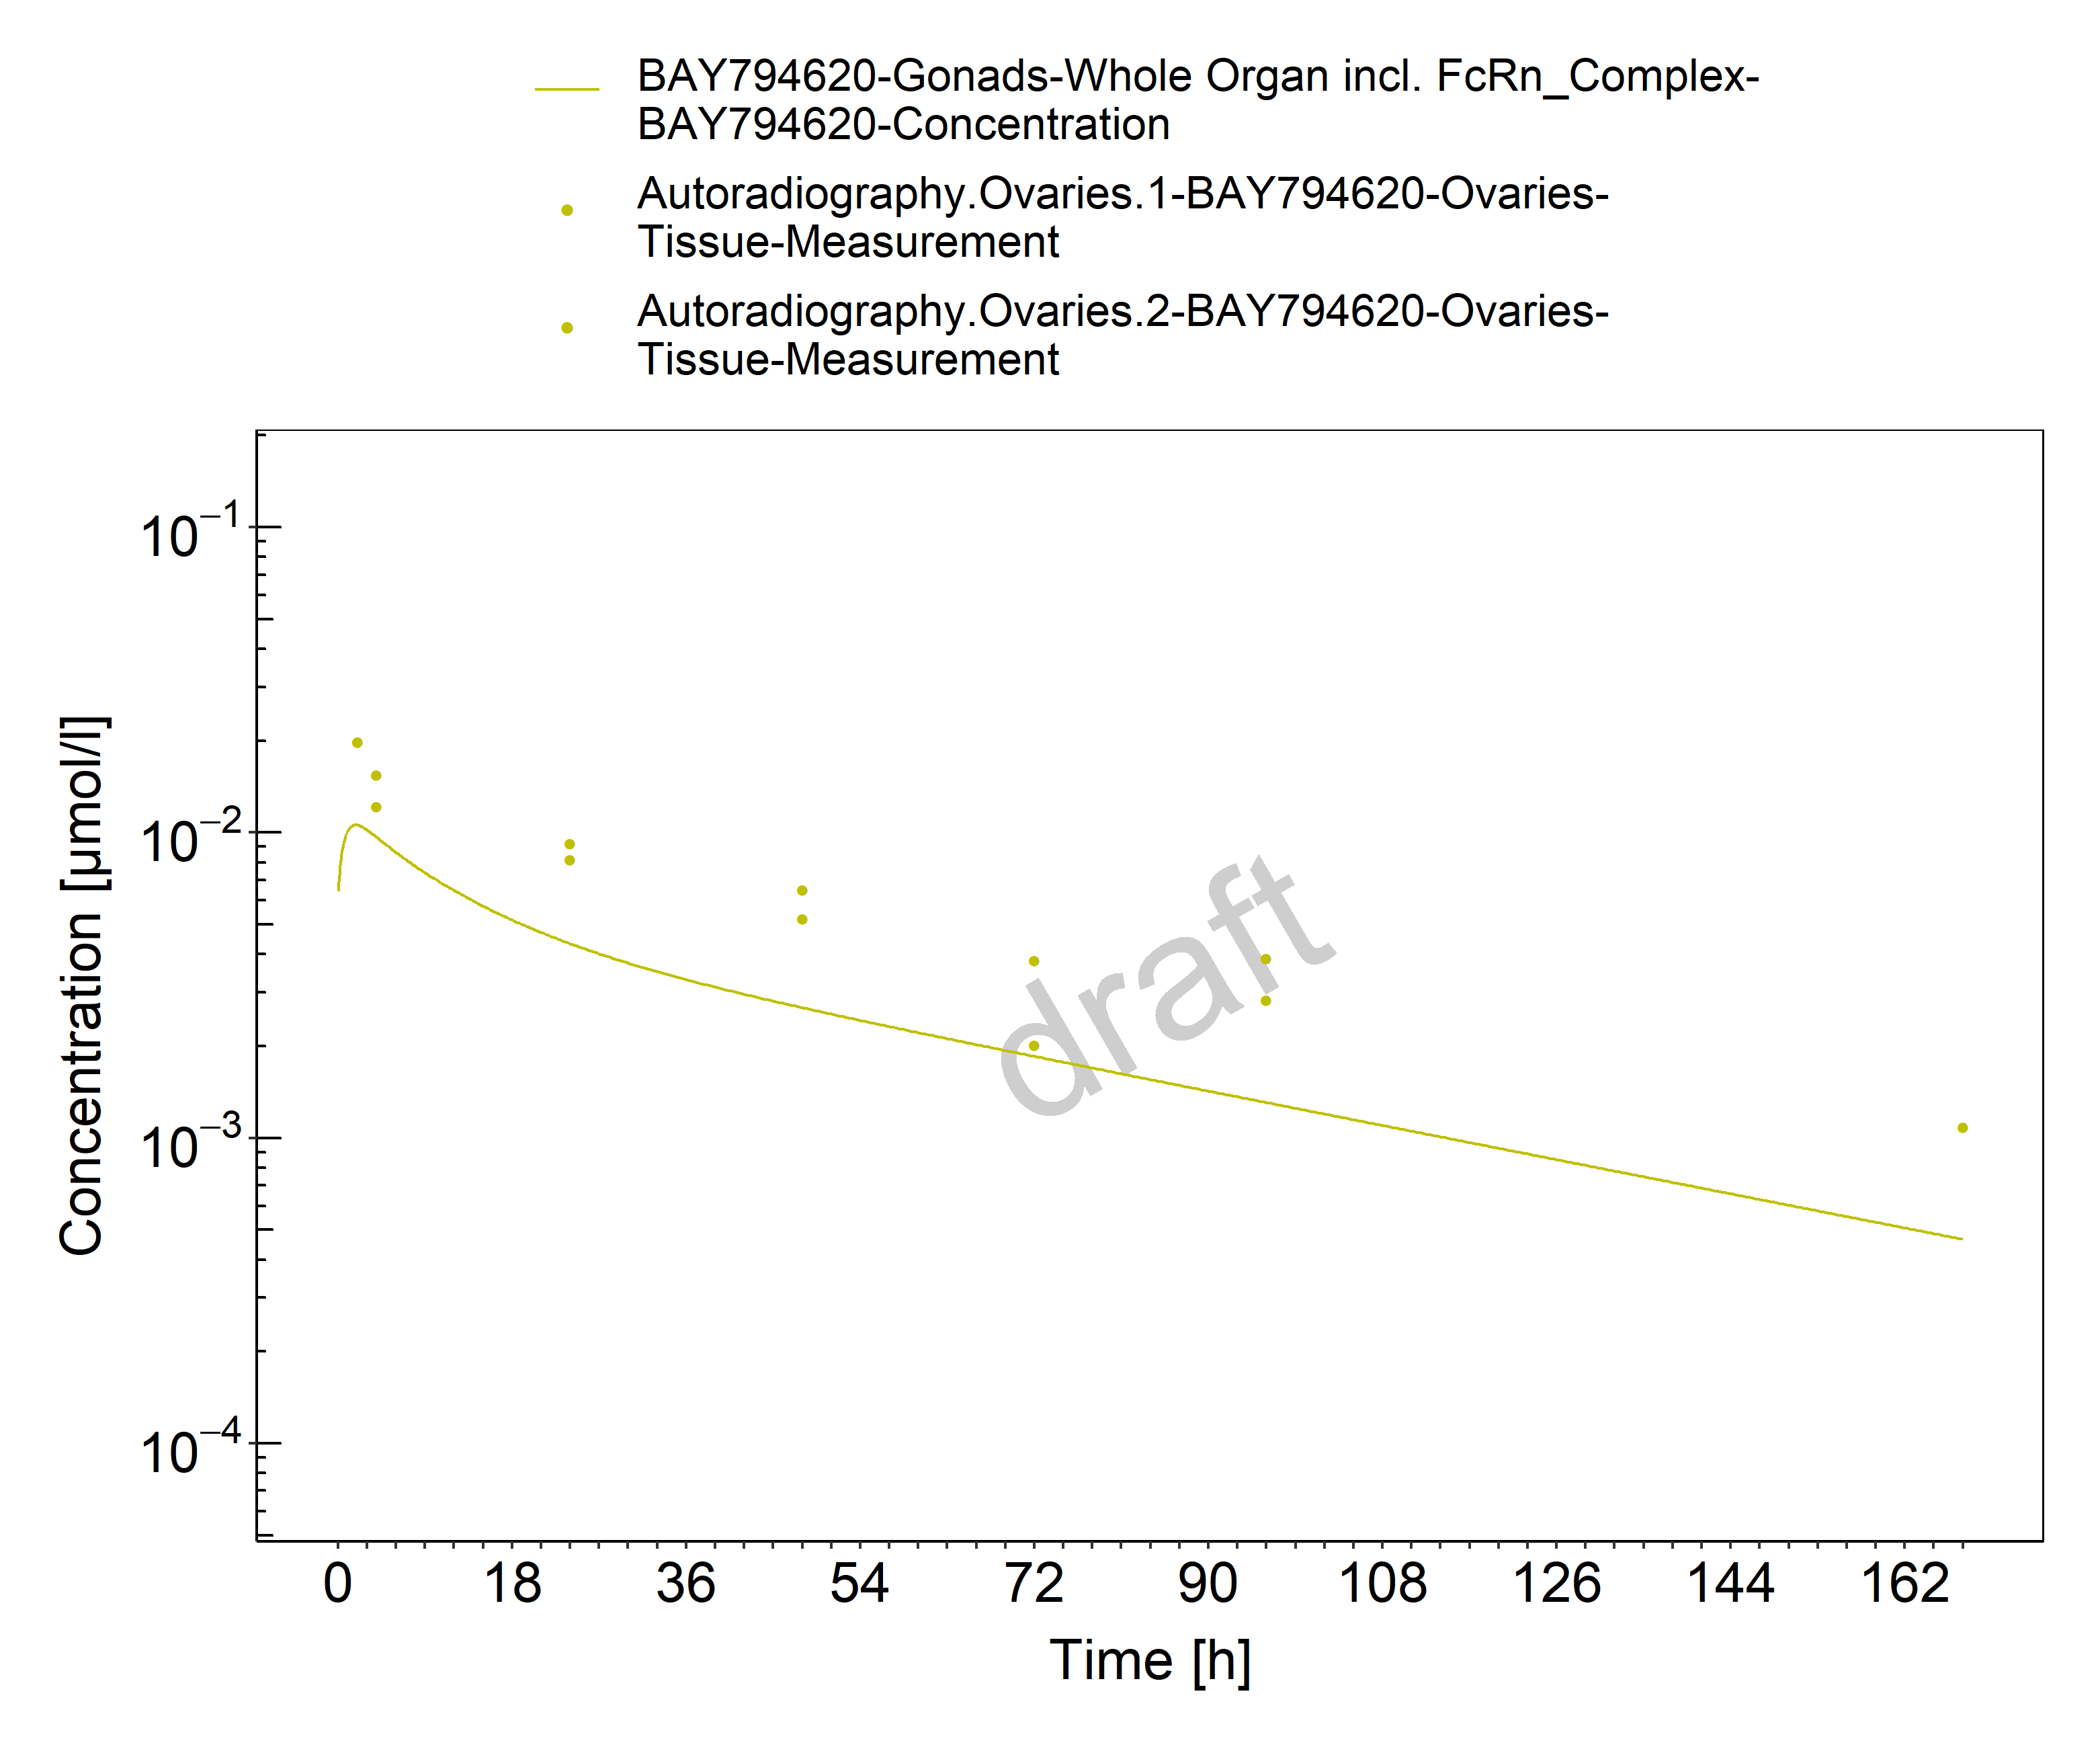 BAY794620-Gonads-Whole Organ incl. FcRn_Complex-
BAY794620-Concentration
Autoradiography.Ovaries.1-BAY794620-Ovaries-
Tissue-Measurement
Autoradiography.Ovaries.2-BAY794620-Ovaries-
Tissue-Measurement
10⁻¹
10⁻²
10⁻³
10⁻⁴
Concentration [µmol/l]
draft
0 18 36 54 72 90 108 126 144 162
Time [h]